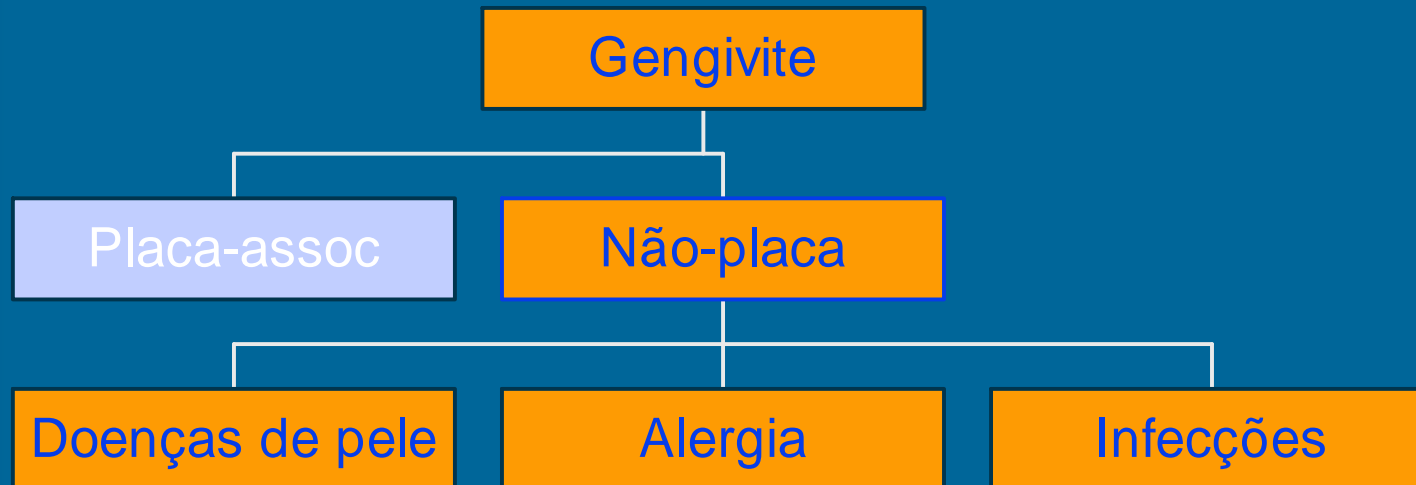 Gengivite
Placa-assoc
Não-placa
Doenças de pele
Alergia
Infecções